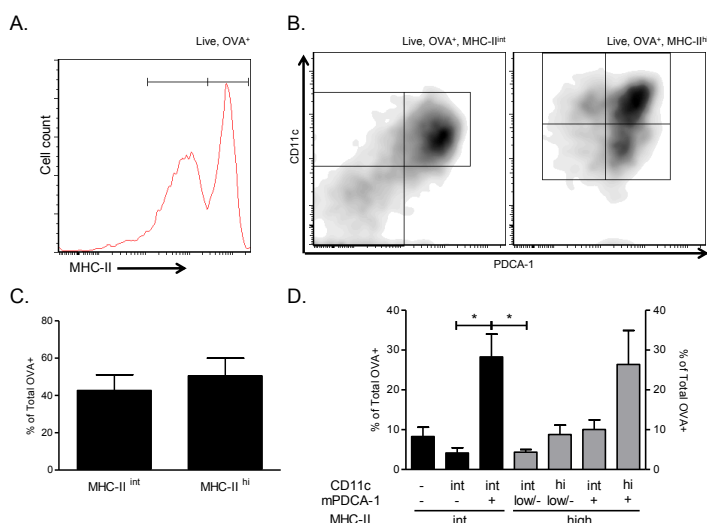 A.
Live, OVA⁺
Cell count
MHC-II
B.
Live, OVA⁺, MHC-IIⁱⁿᵗ
Live, OVA⁺, MHC-IIʰⁱ
CD11c
PDCA-1
C.
% of Total OVA+
80
60
40
20
0
MHC-II ⁱⁿᵗ
MHC-II ʰⁱ
D.
% of Total OVA+
40
30
20
10
0
* *
40
30
20
10
0
% of Total OVA+
CD11c - int int int hi int hi
mPDCA-1 - - + low/- low/- + +
MHC-II int high